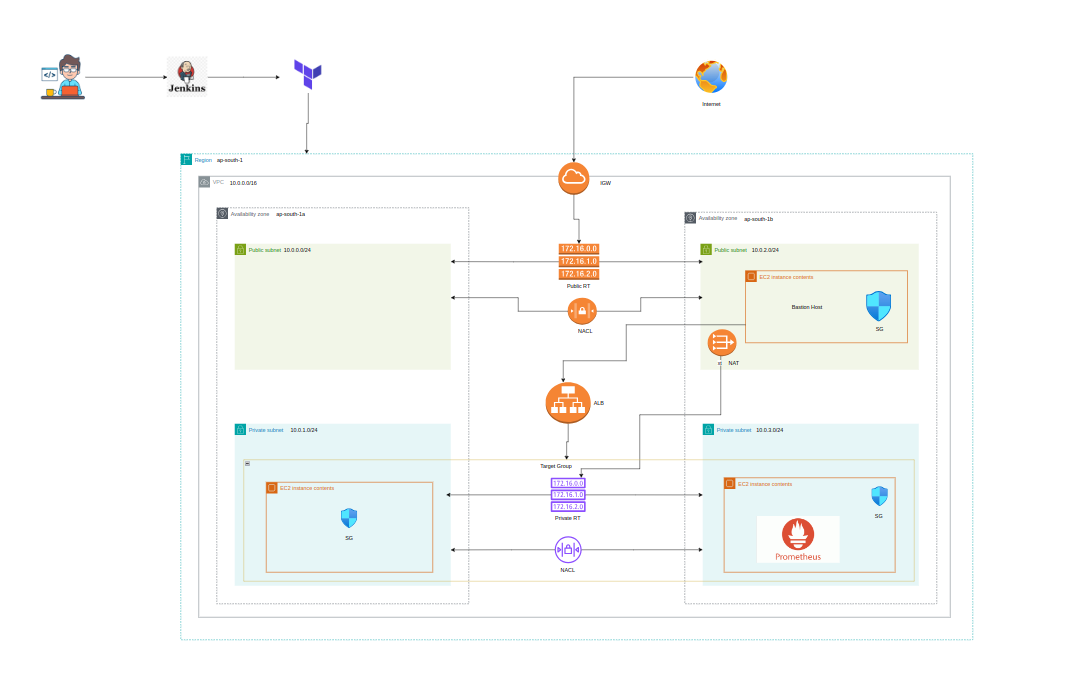 </>
Jenkins
Internet
Region ap-south-1
VPC 10.0.0.0/16
IGW
Availability zone ap-south-1a
Availability zone ap-south-1b
Public subnet 10.0.0.0/24
172.16.0.0
172.16.1.0
172.16.2.0
Public RT
Public subnet 10.0.2.0/24
EC2 instance contents
Bastion Host
SG
NACL
NAT
ALB
Private subnet 10.0.1.0/24
Private subnet 10.0.3.0/24
Target Group
EC2 instance contents
SG
172.16.0.0
172.16.1.0
172.16.2.0
Private RT
NACL
EC2 instance contents
SG
Prometheus